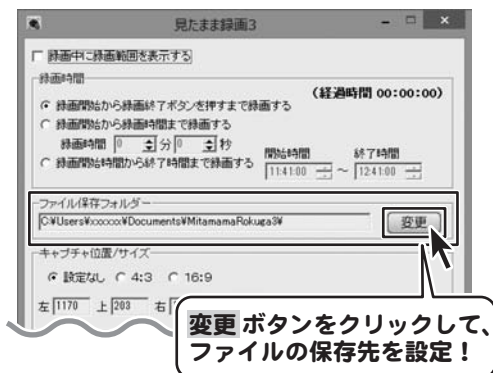 見たまま録画3
録画中に録画範囲を表示する
録画時間
(経過時間 00:00:00)
録画開始から録画終了ボタンを押すまで録画する
録画開始から録画時間まで録画する
録画時間 0 分 0 秒
開始時間 終了時間
録画開始時間から終了時間まで録画する 11:41:00 ～ 12:41:00
ファイル保存フォルダー
C:¥Users¥xxxxxx¥Documents¥MitamamaRokuga3¥ 変更
キャプチャ位置/サイズ
設定なし 4:3 16:9
左 1170 上 203 右
変更 ボタンをクリックして、
ファイルの保存先を設定！